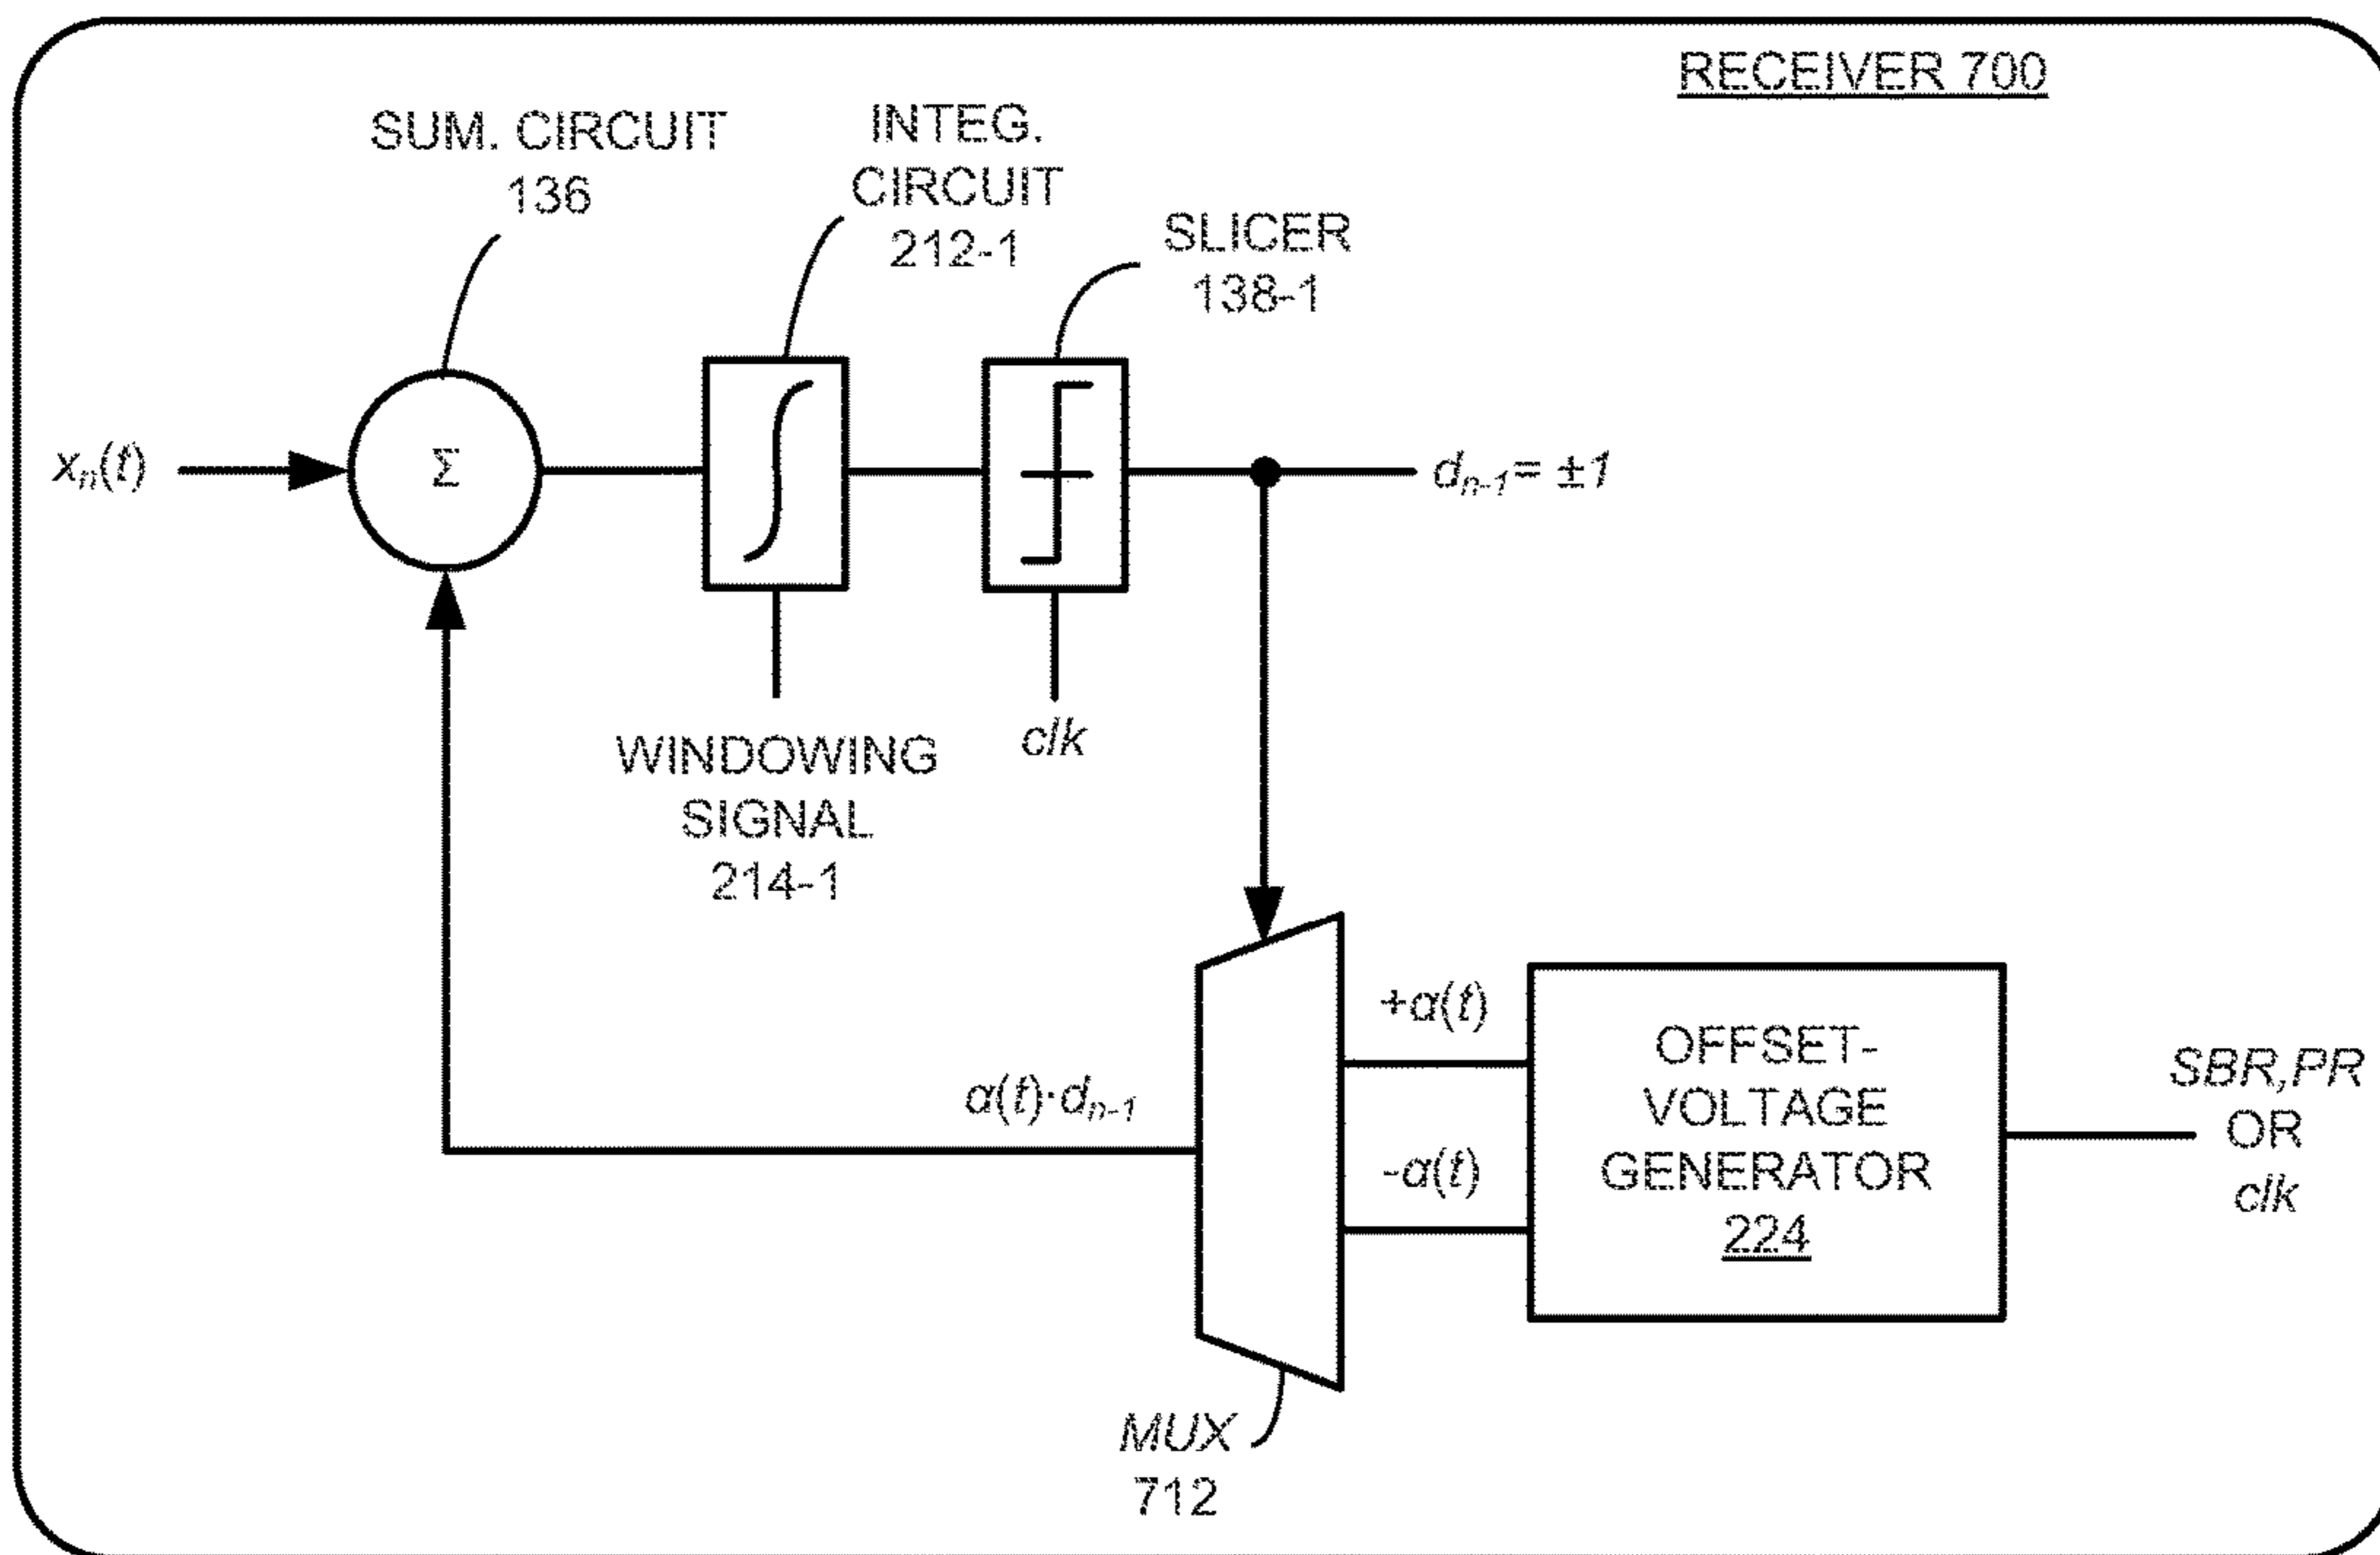 RECEIVER 700
SUM. CIRCUIT
136
INTEG.
CIRCUIT
212-1
SLICER
138-1
xₙ(t)
Σ
dₙ₋₁= ±1
WINDOWING
SIGNAL
214-1
clk
+α(t)
-α(t)
α(t)·dₙ₋₁
OFFSET-
VOLTAGE
GENERATOR
224
SBR,PR
OR
clk
MUX
712